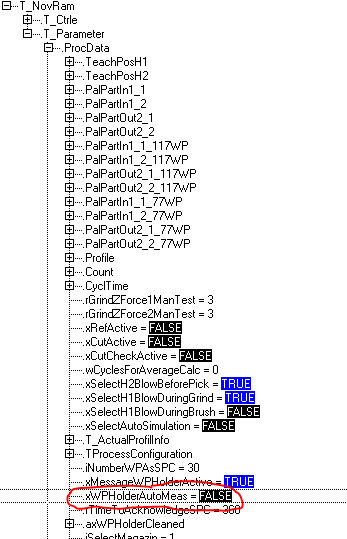 T_NovRam
.T_Ctrle
.T_Parameter
.ProcData
.TeachPosH1
.TeachPosH2
.PalPartIn1_1
.PalPartIn1_2
.PalPartOut2_1
.PalPartOut2_2
.PalPartIn1_1_117WP
.PalPartIn1_2_117WP
.PalPartOut2_1_117WP
.PalPartOut2_2_117WP
.PalPartIn1_1_77WP
.PalPartIn1_2_77WP
.PalPartOut2_1_77WP
.PalPartOut2_2_77WP
.Profile
.Count
.CyclTime
.rGrindZForce1ManTest = 3
.rGrindZForce2ManTest = 3
.xRefActive = FALSE
.xCutActive = FALSE
.xCutCheckActive = FALSE
.wCyclesForAverageCalc = 0
.xSelectH2BlowBeforePick = TRUE
.xSelectH1BlowDuringGrind = TRUE
.xSelectH1BlowDuringBrush = FALSE
.xSelectAutoSimulation = FALSE
.T_ActualProfilInfo
.TProcessConfiguration
.iNumberWPAsSPC = 30
.xMessageWPHolderActive = TRUE
.xWPHolderAutoMeas = FALSE
.rTimeToAcknowledgeSPC = 360
.axWPHolderCleaned
.iSelectMagazin = 1